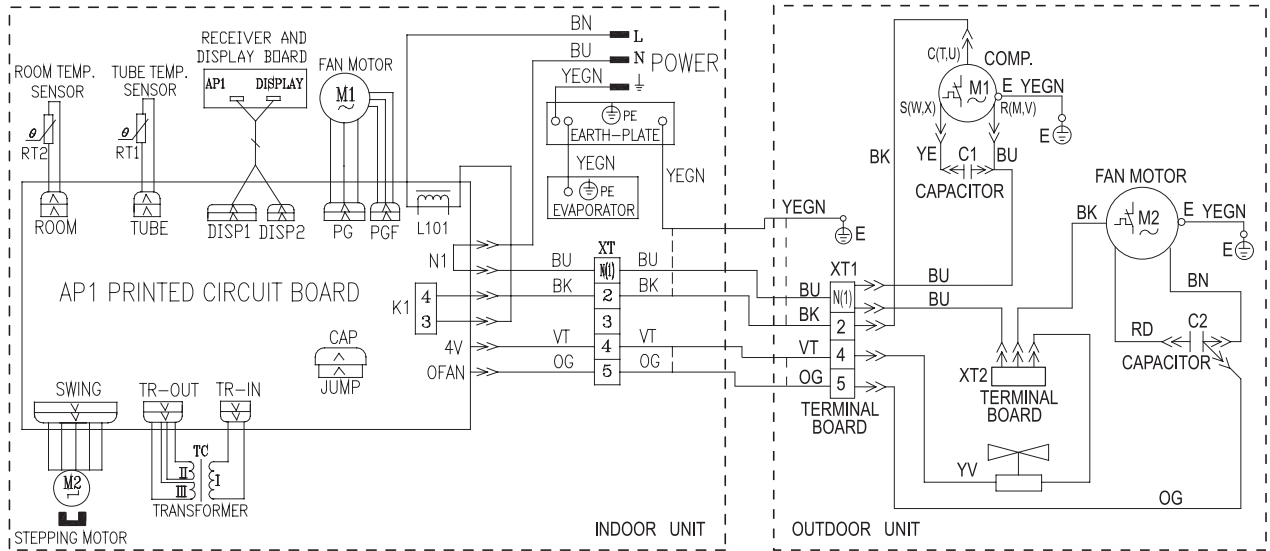 BN
L
BU
N
POWER
YEGN
RECEIVER AND
DISPLAY BOARD
AP1 DISPLAY
FAN MOTOR
M1
~
ROOM TEMP.
SENSOR
θ
RT2
TUBE TEMP.
SENSOR
θ
RT1
PE
EARTH-PLATE
YEGN
YEGN
PE
EVAPORATOR
ROOM
TUBE
DISP1
DISP2
PG
PGF
L101
N1
AP1 PRINTED CIRCUIT BOARD
K1
4
3
CAP
JUMP
4V
OFAN
XT
BU
N(1)
BU
BK
2
BK
3
VT
4
VT
OG
5
OG
SWING
TR-OUT
TR-IN
TC
II
III
I
TRANSFORMER
M2
STEPPING MOTOR
INDOOR UNIT
C(T,U)
COMP.
M1
~
S(W,X)
R(M,V)
E YEGN
E
YE
C1
BU
CAPACITOR
BK
FAN MOTOR
BK
M2
~
E YEGN
E
BN
RD
C2
CAPACITOR
YEGN
E
XT1
BU
N(1)
BU
BU
BK
2
VT
4
OG
5
TERMINAL
BOARD
XT2
TERMINAL
BOARD
YV
OG
OUTDOOR UNIT